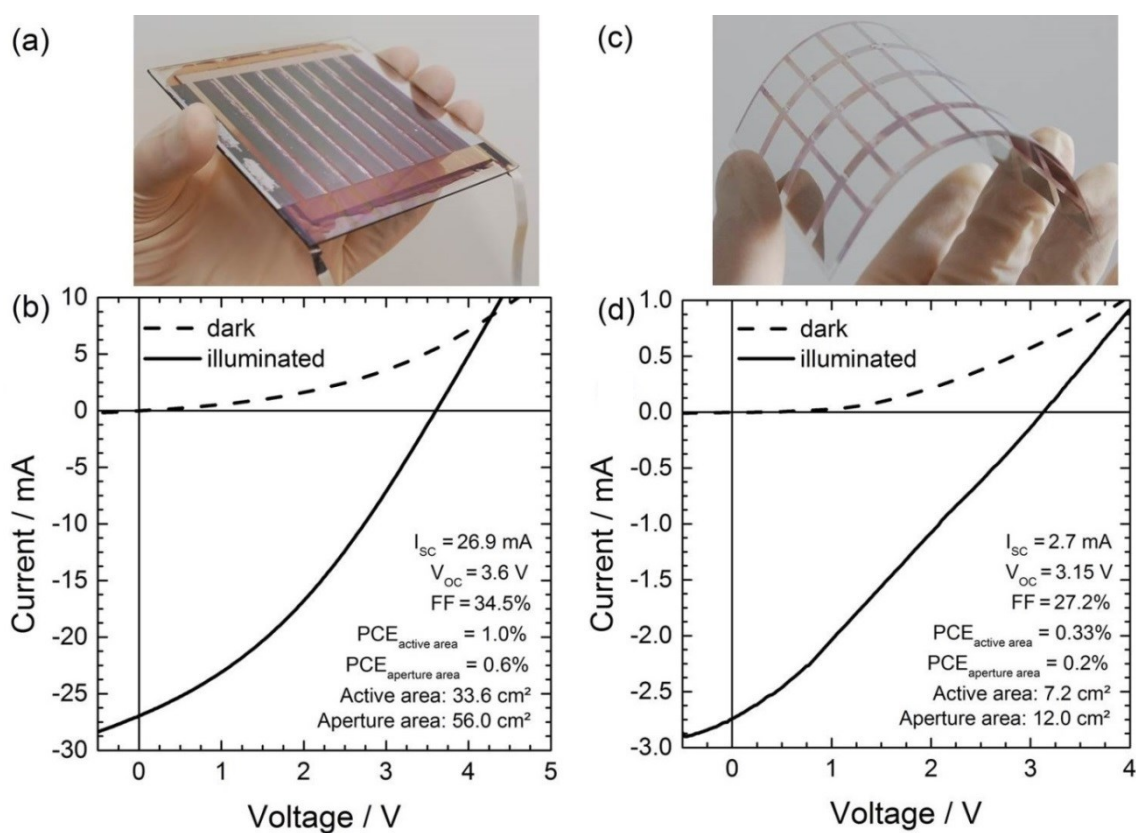 (a)
(c)
(b)
10
5
0
-5
-10
-15
-20
-25
-30
Current / mA
dark
illuminated
I_SC = 26.9 mA
V_OC = 3.6 V
FF = 34.5%
PCE_active area = 1.0%
PCE_aperture area = 0.6%
Active area: 33.6 cm²
Aperture area: 56.0 cm²
0 1 2 3 4 5
Voltage / V
(d)
1.0
0.5
0.0
-0.5
-1.0
-1.5
-2.0
-2.5
-3.0
Current / mA
dark
illuminated
I_SC = 2.7 mA
V_OC = 3.15 V
FF = 27.2%
PCE_active area = 0.33%
PCE_aperture area = 0.2%
Active area: 7.2 cm²
Aperture area: 12.0 cm²
0 1 2 3 4
Voltage / V